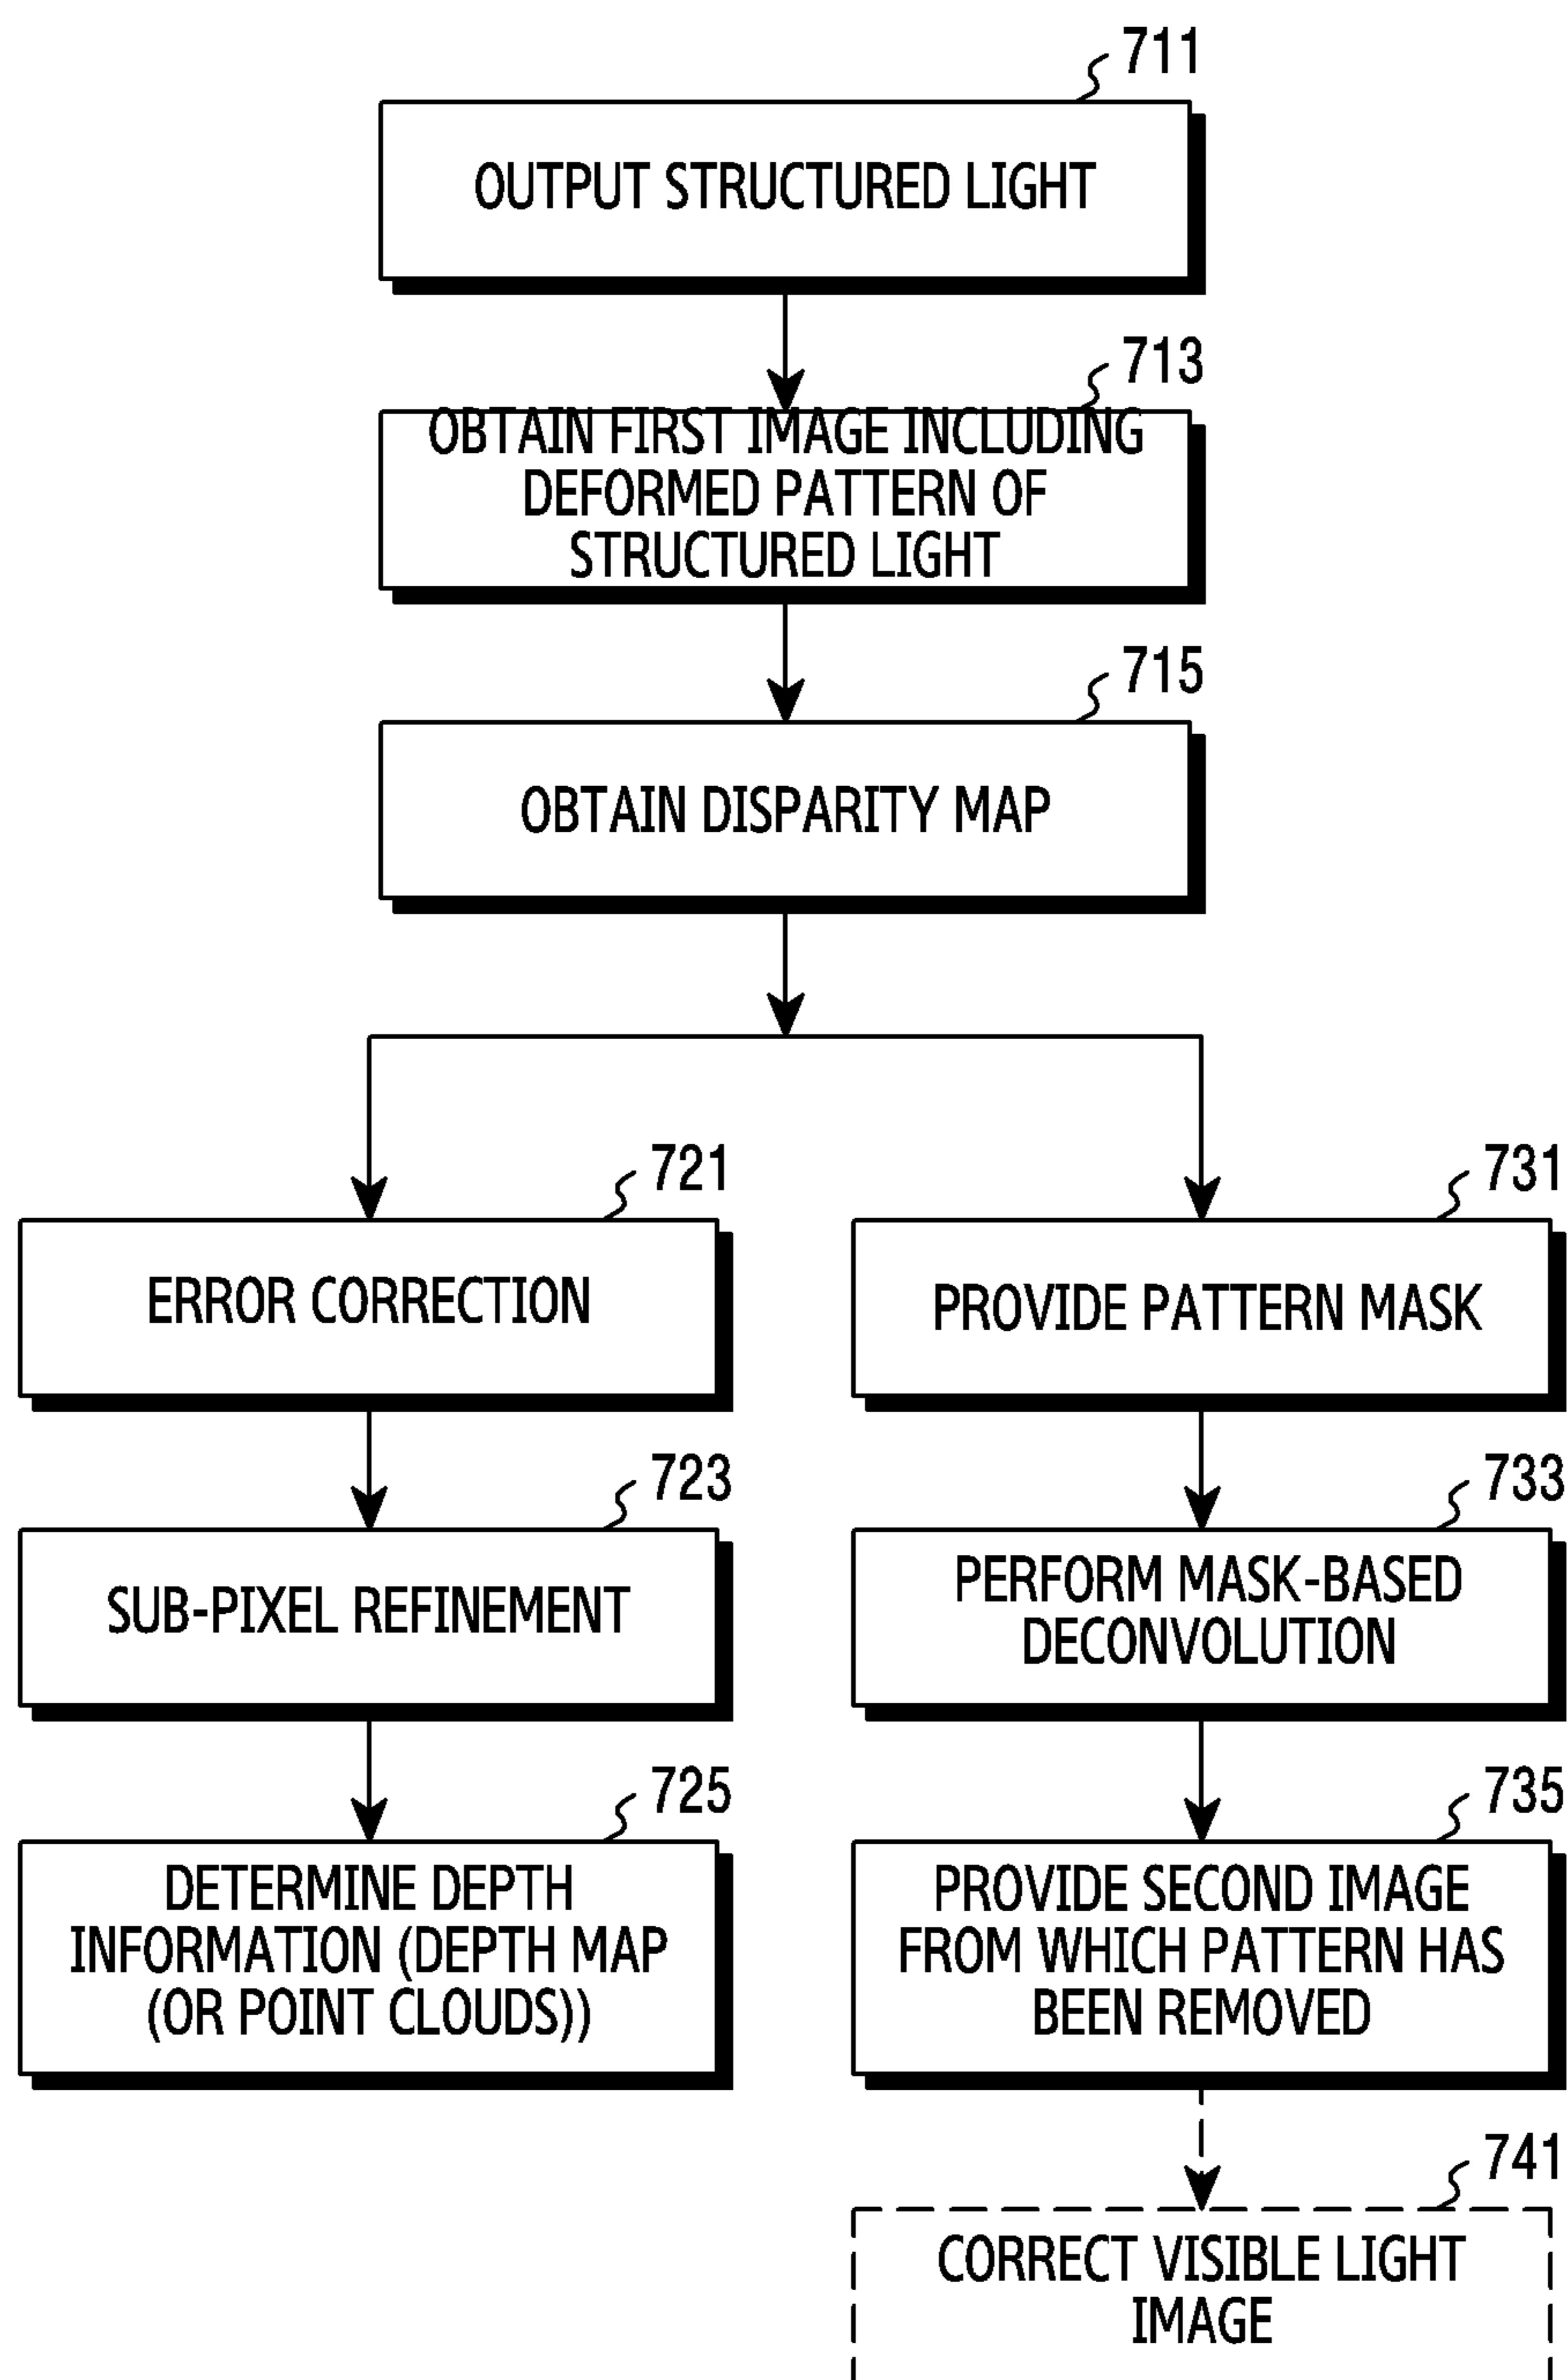 711
OUTPUT STRUCTURED LIGHT
713
OBTAIN FIRST IMAGE INCLUDING
DEFORMED PATTERN OF
STRUCTURED LIGHT
715
OBTAIN DISPARITY MAP
721
ERROR CORRECTION
723
SUB-PIXEL REFINEMENT
725
DETERMINE DEPTH
INFORMATION (DEPTH MAP
(OR POINT CLOUDS))
731
PROVIDE PATTERN MASK
733
PERFORM MASK-BASED
DECONVOLUTION
735
PROVIDE SECOND IMAGE
FROM WHICH PATTERN HAS
BEEN REMOVED
741
CORRECT VISIBLE LIGHT
IMAGE